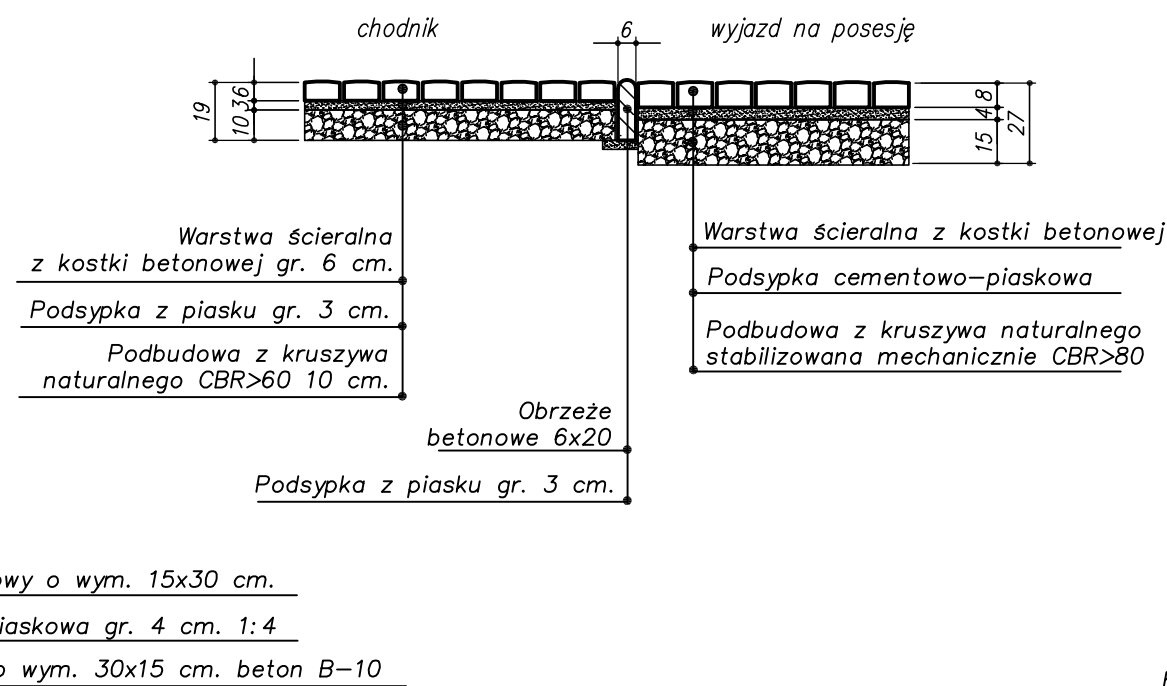 chodnik
6
wyjazd na posesję
19
6
3
10
8
4
15
27
Warstwa ścieralna
z kostki betonowej gr. 6 cm.
Podsypka z piasku gr. 3 cm.
Podbudowa z kruszywa
naturalnego CBR>60 10 cm.
Warstwa ścieralna z kostki betonowej
Podsypka cementowo-piaskowa
Podbudowa z kruszywa naturalnego
stabilizowana mechanicznie CBR>80
Obrzeże
betonowe 6x20
Podsypka z piasku gr. 3 cm.
owy o wym. 15x30 cm.
iaskowa gr. 4 cm. 1:4
o wym. 30x15 cm. beton B-10